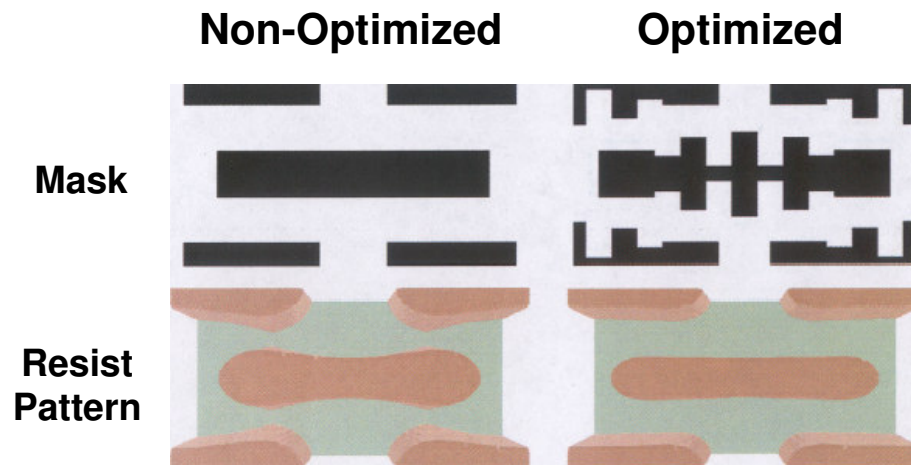 Non-Optimized
Optimized
Mask
Resist
Pattern